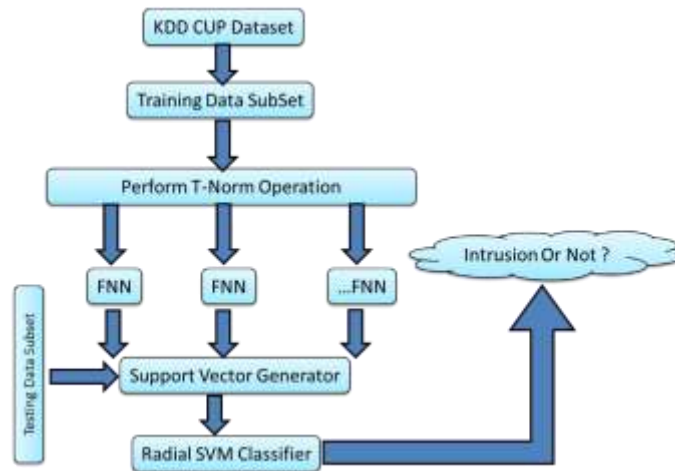 KDD CUP Dataset
Training Data SubSet
Perform T-Norm Operation
Intrusion Or Not ?
FNN
FNN
...FNN
Testing Data Subset
Support Vector Generator
Radial SVM Classifier